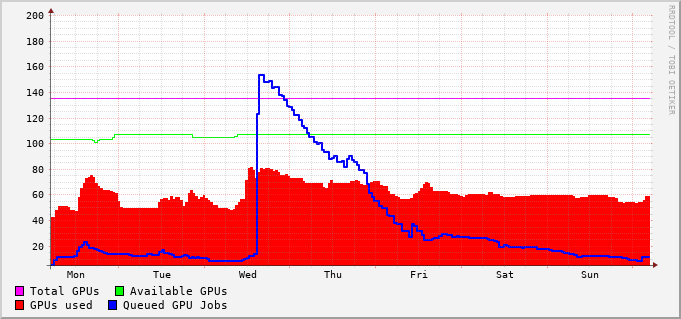 200
180
160
140
120
100
80
60
40
20
Mon Tue Wed Thu Fri Sat Sun
Total GPUs Available GPUs
GPUs used Queued GPU Jobs
RRDTOOL / TOBI OETIKER